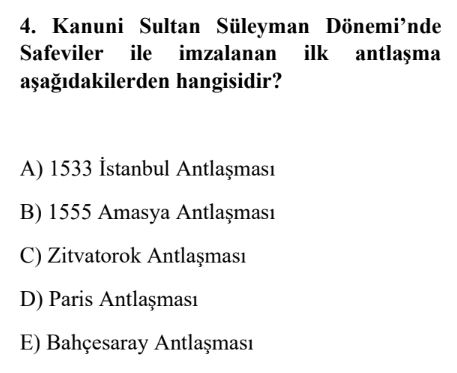 4. Kanuni Sultan Süleyman Dönemi’nde
Safeviler ile imzalanan ilk antlaşma
aşağıdakilerden hangisidir?
A) 1533 İstanbul Antlaşması
B) 1555 Amasya Antlaşması
C) Zitvatorok Antlaşması
D) Paris Antlaşması
E) Bahçesaray Antlaşması